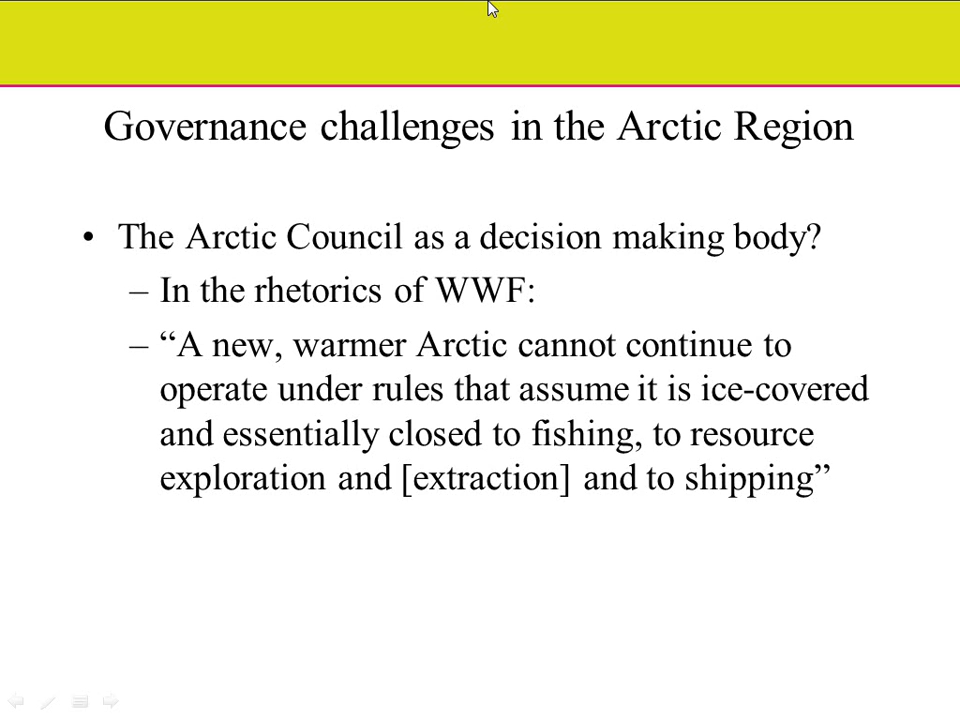 Governance challenges in the Arctic Region
• The Arctic Council as a decision making body?
– In the rhetorics of WWF:
– “A new, warmer Arctic cannot continue to
operate under rules that assume it is ice-covered
and essentially closed to fishing, to resource
exploration and [extraction] and to shipping”